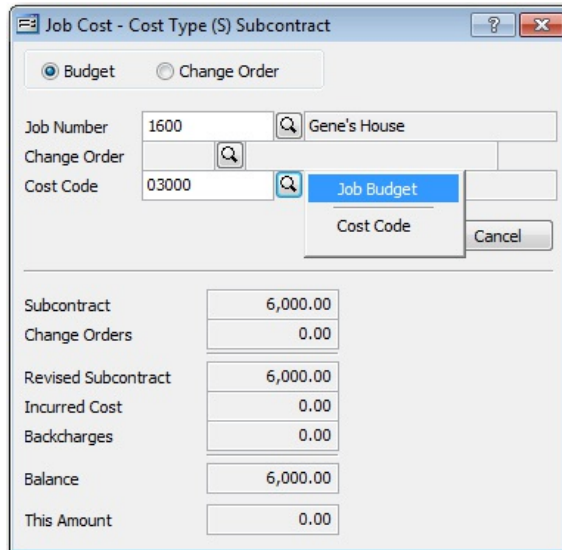 Job Cost - Cost Type (S) Subcontract ?
Budget Change Order
Job Number 1600 Gene's House
Change Order
Cost Code 03000 Job Budget
Cost Code
Cancel
Subcontract 6,000.00
Change Orders 0.00
Revised Subcontract 6,000.00
Incurred Cost 0.00
Backcharges 0.00
Balance 6,000.00
This Amount 0.00